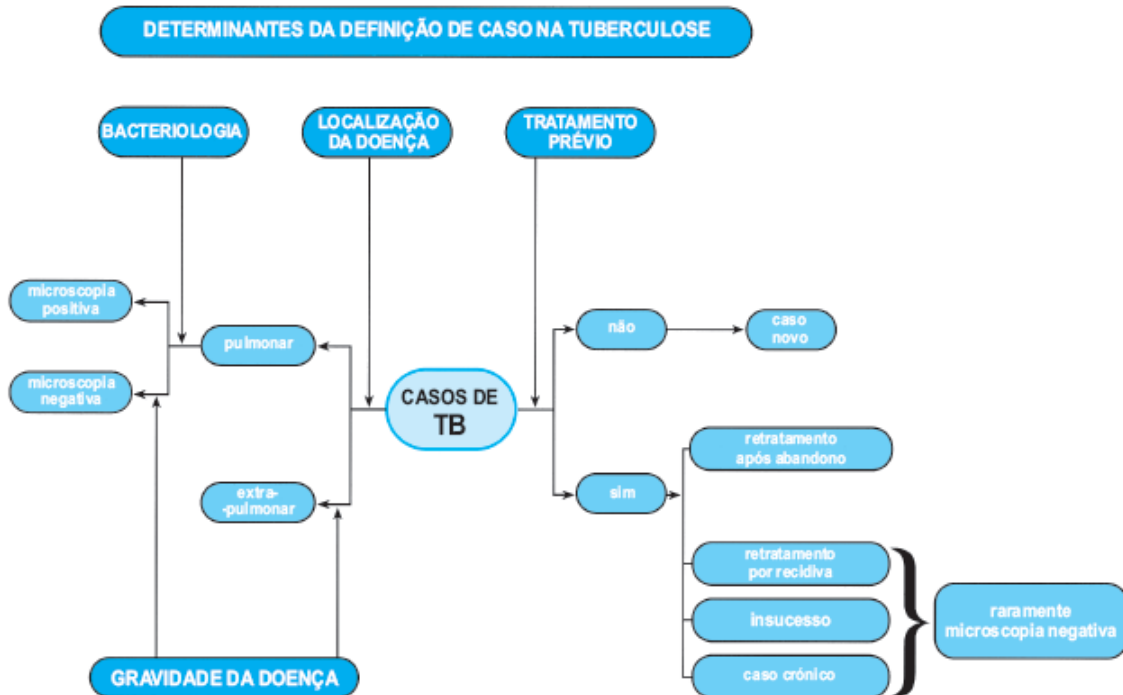 DETERMINANTES DA DEFINIÇÃO DE CASO NA TUBERCULOSE
BACTERIOLOGIA
LOCALIZAÇÃO
DA DOENÇA
TRATAMENTO
PRÉVIO
microscopia
positiva
microscopia
negativa
pulmonar
extra-
-pulmonar
CASOS DE
TB
não
caso
novo
sim
retratamento
após abandono
retratamento
por recidiva
insucesso
caso crónico
raramente
microscopia negativa
GRAVIDADE DA DOENÇA